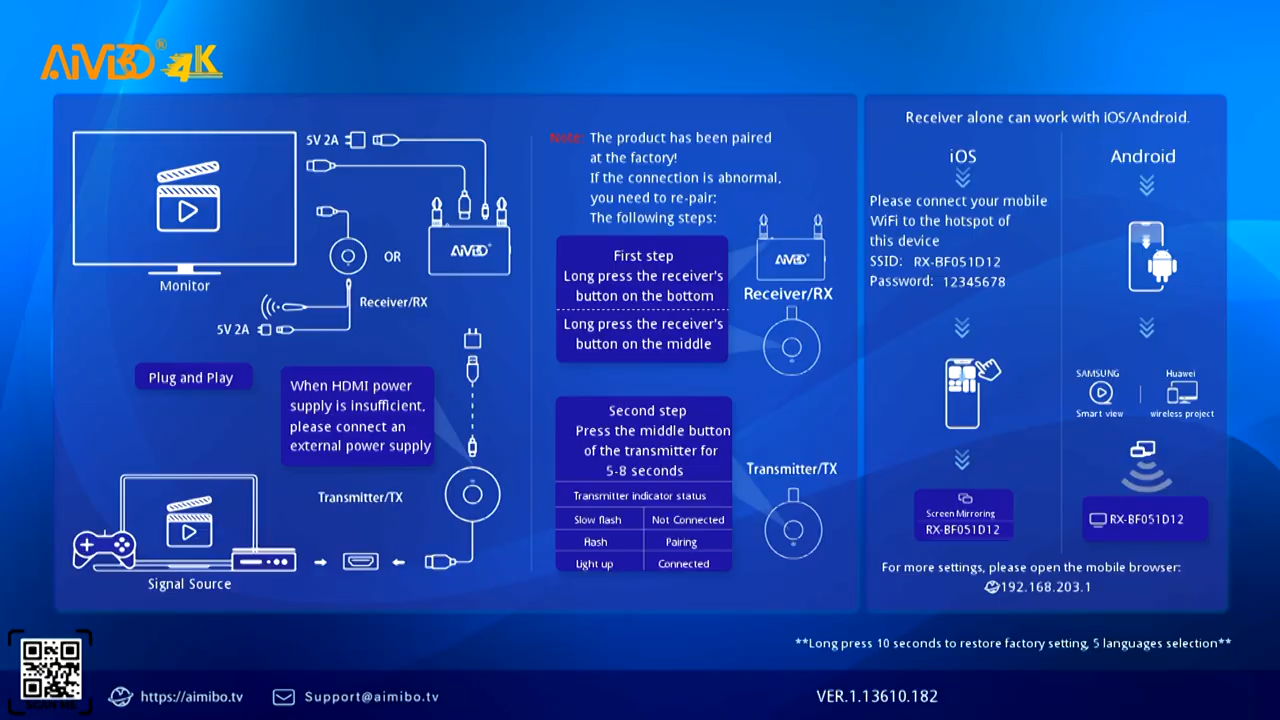 AiMBO® 4K
5V 2A
AiMBO
OR
Monitor
Receiver/RX
5V 2A
Plug and Play
When HDMI power
supply is insufficient,
please connect an
external power supply
Transmitter/TX
Signal Source
Note: The product has been paired
at the factory!
If the connection is abnormal,
you need to re-pair:
The following steps:
First step
Long press the receiver's
button on the bottom
Long press the receiver's
button on the middle
AiMBO
Receiver/RX
Second step
Press the middle button
of the transmitter for
5-8 seconds
Transmitter indicator status
Slow flash Not Connected
Flash Pairing
Light up Connected
Transmitter/TX
Receiver alone can work with iOS/Android.
iOS
Please connect your mobile
WiFi to the hotspot of
this device
SSID: RX-BF051D12
Password: 12345678
Screen Mirroring
RX-BF051D12
Android
SAMSUNG Huawei
Smart view wireless project
RX-BF051D12
For more settings, please open the mobile browser:
192.168.203.1
**Long press 10 seconds to restore factory setting, 5 languages selection**
SCAN ME
https://aimibo.tv
Support@aimibo.tv
VER.1.13610.182